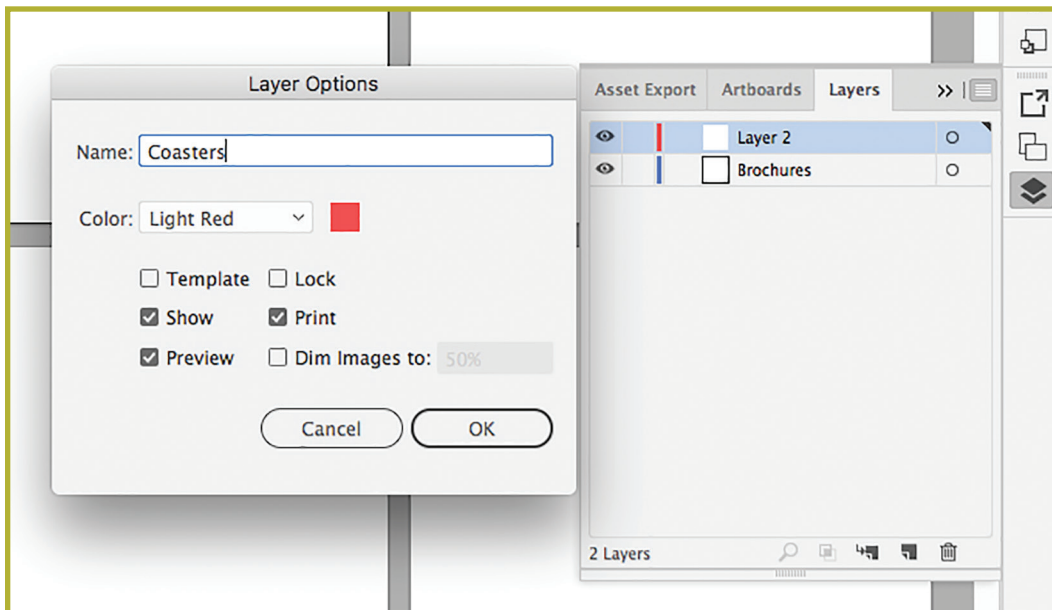 Layer Options
Name: Coasters
Color: Light Red
Template Lock
Show Print
Preview Dim Images to: 50%
Cancel OK
Asset Export Artboards Layers
Layer 2
Brochures
2 Layers